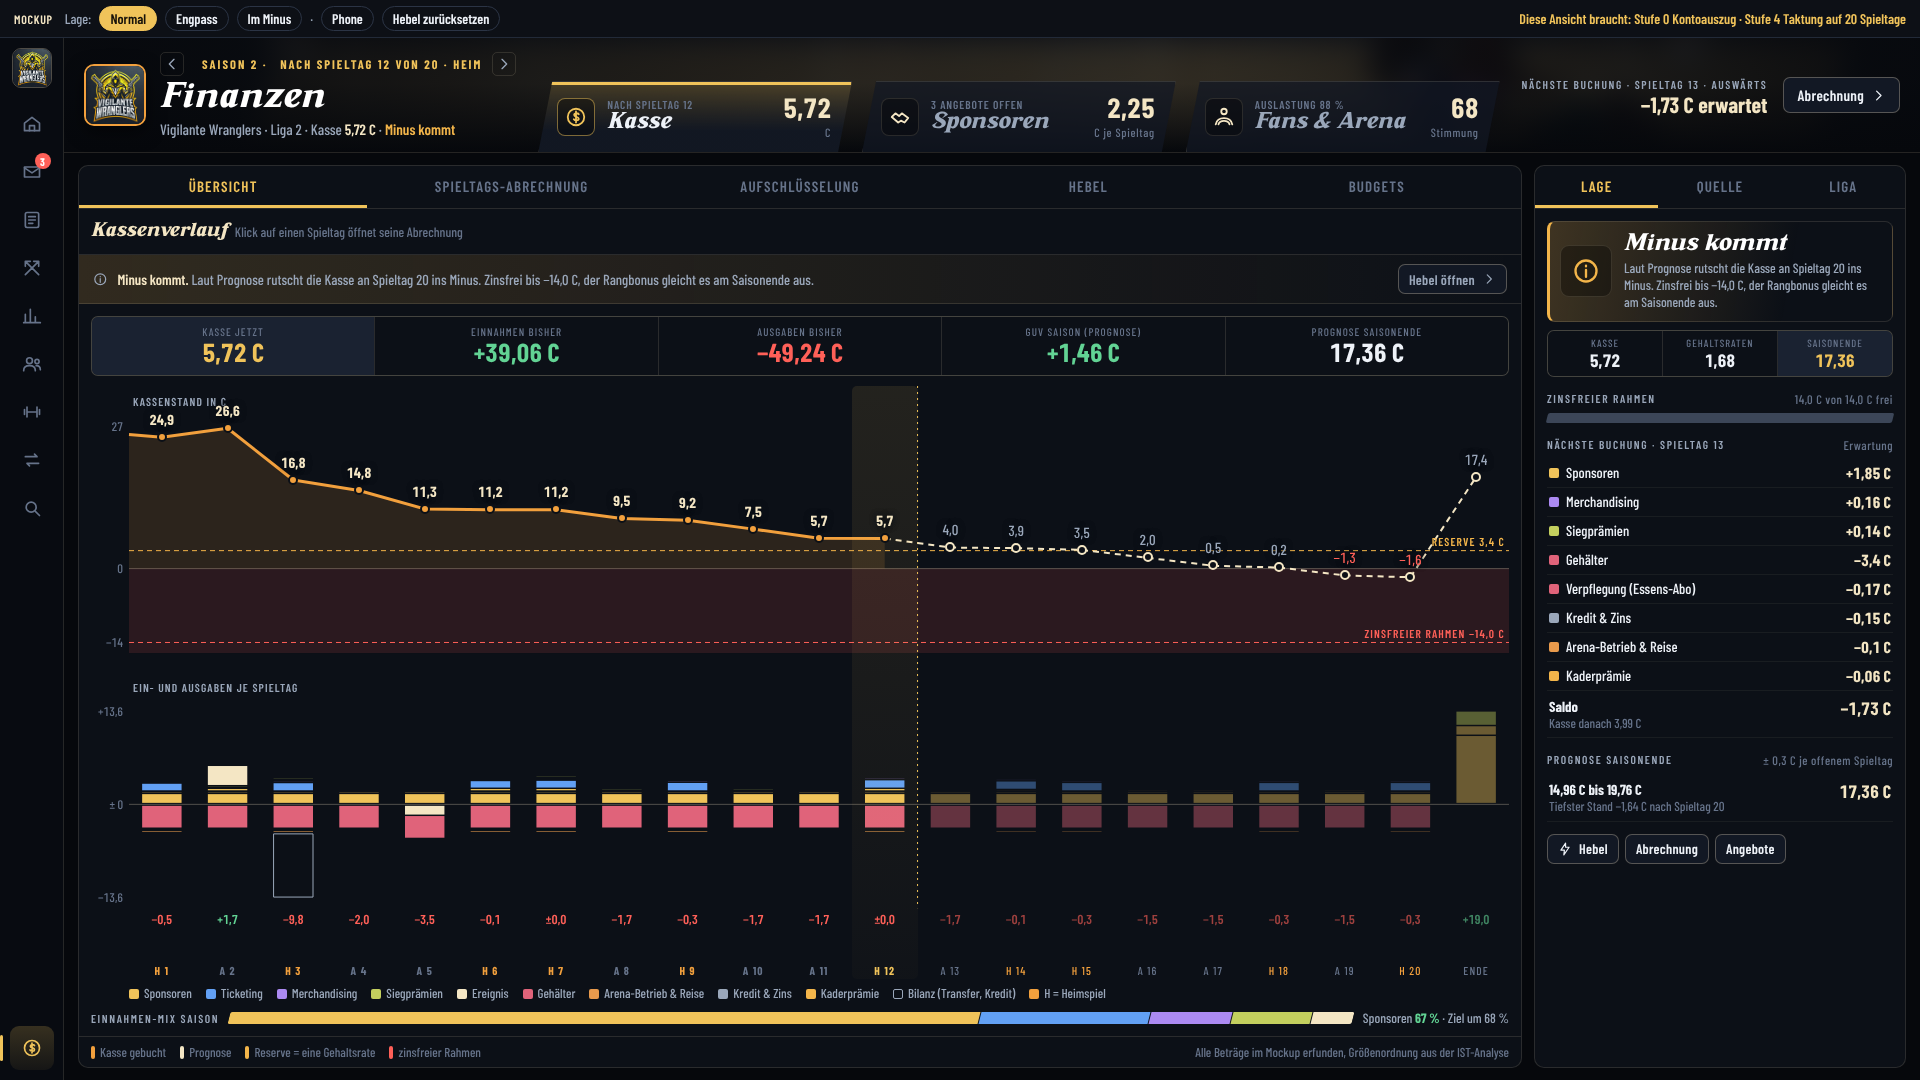 MOCKUP Lage: Normal Engpass Im Minus · Phone Hebel zurücksetzen
Diese Ansicht braucht: Stufe 0 Kontoauszug · Stufe 4 Taktung auf 20 Spieltage
VIGILANTE WRANGLERS
3
SAISON 2 · NACH SPIELTAG 12 VON 20 · HEIM
Finanzen
Vigilante Wranglers · Liga 2 · Kasse 5,72 C · Minus kommt
NACH SPIELTAG 12
Kasse
5,72
C
3 ANGEBOTE OFFEN
Sponsoren
2,25
C je Spieltag
AUSLASTUNG 88 %
Fans & Arena
68
Stimmung
NÄCHSTE BUCHUNG · SPIELTAG 13 · AUSWÄRTS
−1,73 C erwartet
Abrechnung
ÜBERSICHT SPIELTAGS-ABRECHNUNG AUFSCHLÜSSELUNG HEBEL BUDGETS
Kassenverlauf Klick auf einen Spieltag öffnet seine Abrechnung
Minus kommt. Laut Prognose rutscht die Kasse an Spieltag 20 ins Minus. Zinsfrei bis −14,0 C, der Rangbonus gleicht es am Saisonende aus.
Hebel öffnen
KASSE JETZT
5,72 C
EINNAHMEN BISHER
+39,06 C
AUSGABEN BISHER
−49,24 C
GUV SAISON (PROGNOSE)
+1,46 C
PROGNOSE SAISONENDE
17,36 C
KASSENSTAND IN C
27
0
−14
24,9 26,6 16,8 14,8 11,3 11,2 11,2 9,5 9,2 7,5 5,7 5,7 4,0 3,9 3,5 2,0 0,5 0,2 −1,3 −1,6 17,4
RESERVE 3,4 C
ZINSFREIER RAHMEN −14,0 C
EIN- UND AUSGABEN JE SPIELTAG
+13,6
±0
−13,6
−0,5 +1,7 −9,8 −2,0 −3,5 −0,1 ±0,0 −1,7 −0,3 −1,7 −1,7 ±0,0 −1,7 −0,1 −0,3 −1,5 −1,5 −0,3 −1,5 −0,3 +19,0
H 1 A 2 H 3 A 4 A 5 H 6 H 7 A 8 H 9 A 10 A 11 H 12 A 13 H 14 H 15 A 16 A 17 H 18 A 19 H 20 ENDE
Sponsoren Ticketing Merchandising Siegprämien Ereignis Gehälter Arena-Betrieb & Reise Kredit & Zins Kaderprämie Bilanz (Transfer, Kredit) H = Heimspiel
EINNAHMEN-MIX SAISON Sponsoren 67 % · Ziel um 68 %
Kasse gebucht Prognose Reserve = eine Gehaltsrate zinsfreier Rahmen
Alle Beträge im Mockup erfunden, Größenordnung aus der IST-Analyse
LAGE QUELLE LIGA
Minus kommt
Laut Prognose rutscht die Kasse an Spieltag 20 ins
Minus. Zinsfrei bis −14,0 C, der Rangbonus gleicht es
am Saisonende aus.
KASSE
5,72
GEHALTSRATEN
1,68
SAISONENDE
17,36
ZINSFREIER RAHMEN 14,0 C von 14,0 C frei
NÄCHSTE BUCHUNG · SPIELTAG 13 Erwartung
Sponsoren +1,85 C
Merchandising +0,16 C
Siegprämien +0,14 C
Gehälter −3,4 C
Verpflegung (Essens-Abo) −0,17 C
Kredit & Zins −0,15 C
Arena-Betrieb & Reise −0,1 C
Kaderprämie −0,06 C
Saldo −1,73 C
Kasse danach 3,99 C
PROGNOSE SAISONENDE ± 0,3 C je offenem Spieltag
14,96 C bis 19,76 C 17,36 C
Tiefster Stand −1,64 C nach Spieltag 20
Hebel Abrechnung Angebote